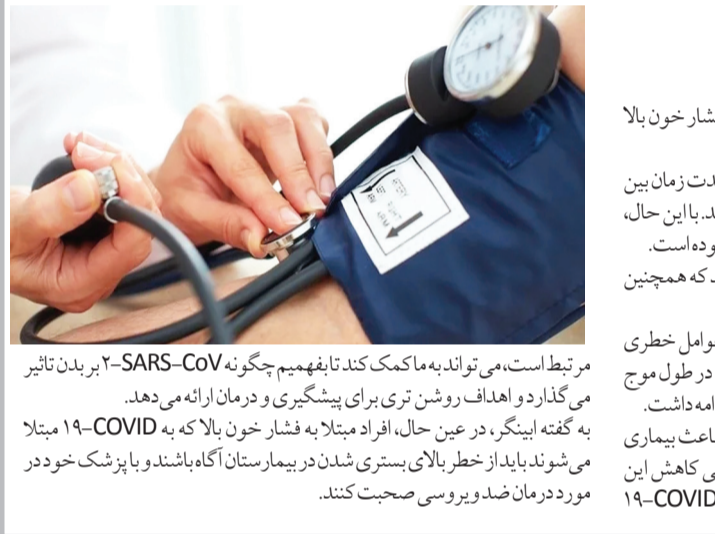 شار خون بالا
دت زمان بین
د. با این حال،
وده است.
د که همچنین
وامل خطری
در طول موج
امه داشت.
اعث بیماری
ی کاهش این
۱۹-COVID
مرتبط است، می تواند به ما کمک کند تا بفهمیم چگونه ۲-SARS-CoV بر بدن تاثیر
می گذارد و اهداف روشن تری برای پیشگیری و درمان ارائه می دهد.
به گفته ابینگر، در عین حال، افراد مبتلا به فشار خون بالا که به ۱۹-COVID مبتلا
می شوند باید از خطر بالای بستری شدن در بیمارستان آگاه باشند و با پزشک خود در
مورد درمان ضد ویروسی صحبت کنند.
ARTERY